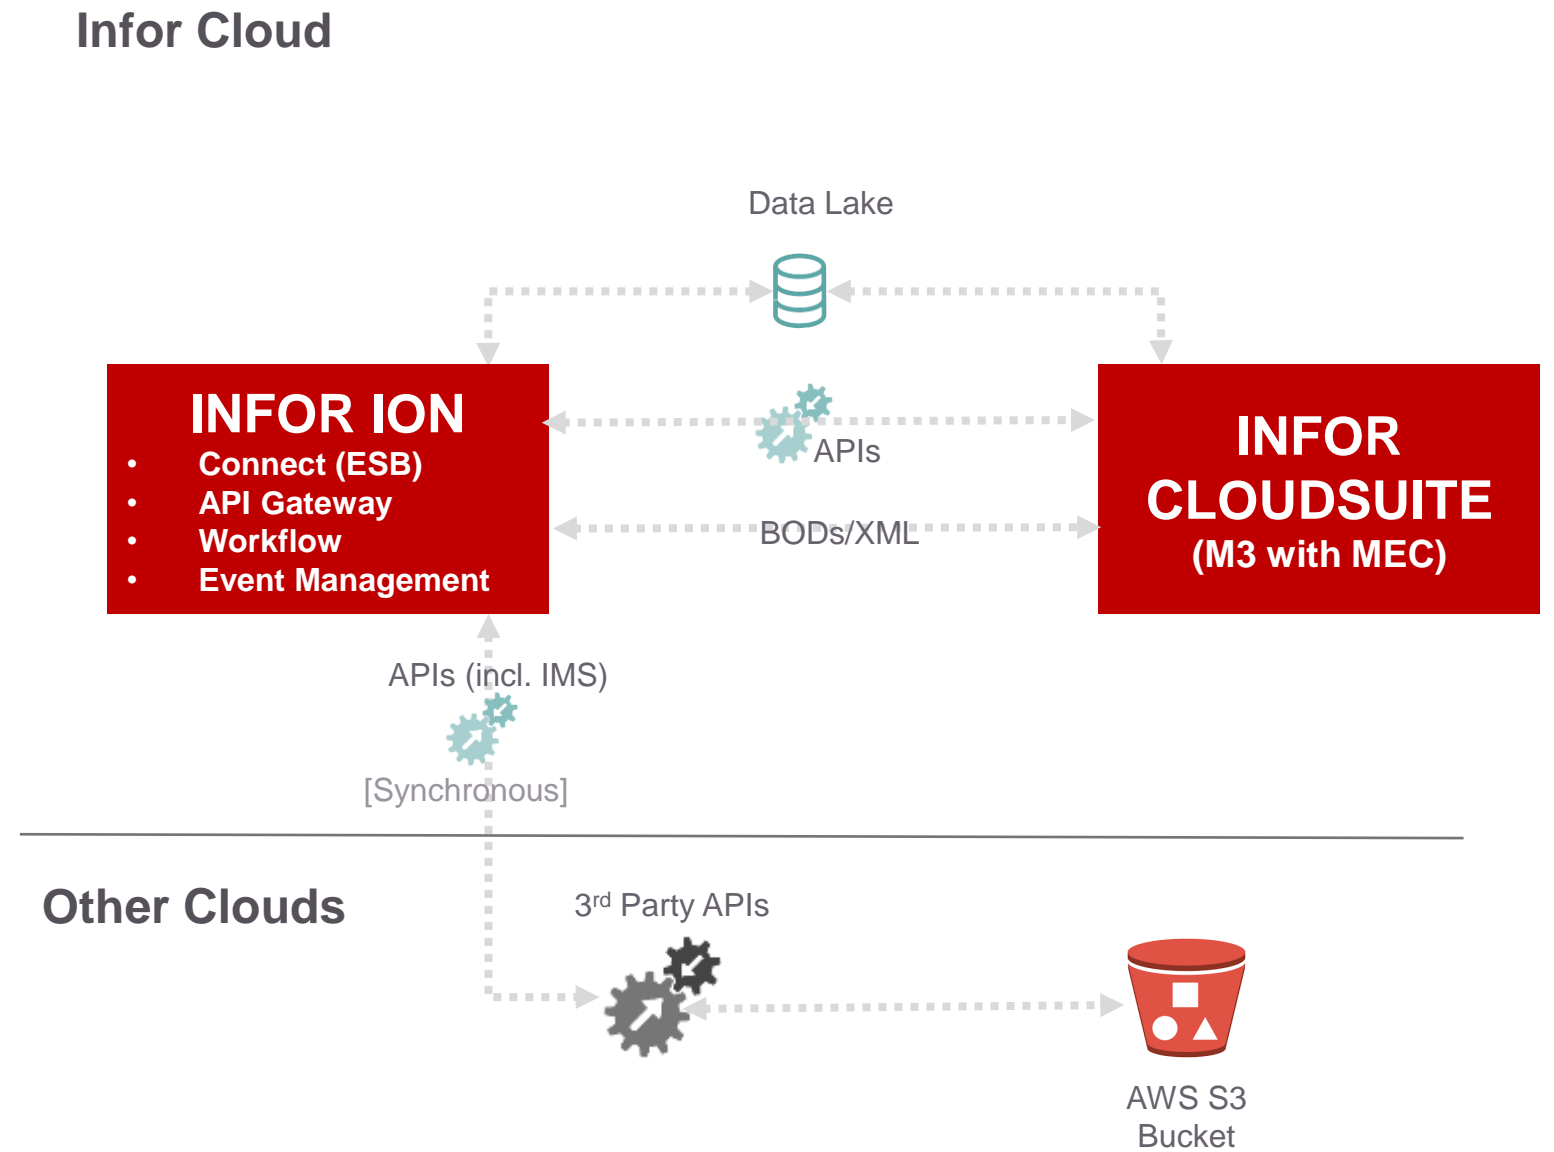 Infor Cloud
Data Lake
INFOR ION
• Connect (ESB)
• API Gateway
• Workflow
• Event Management
APIs
BODs/XML
INFOR
CLOUDSUITE
(M3 with MEC)
APIs (incl. IMS)
[Synchronous]
Other Clouds
3rd Party APIs
AWS S3
Bucket